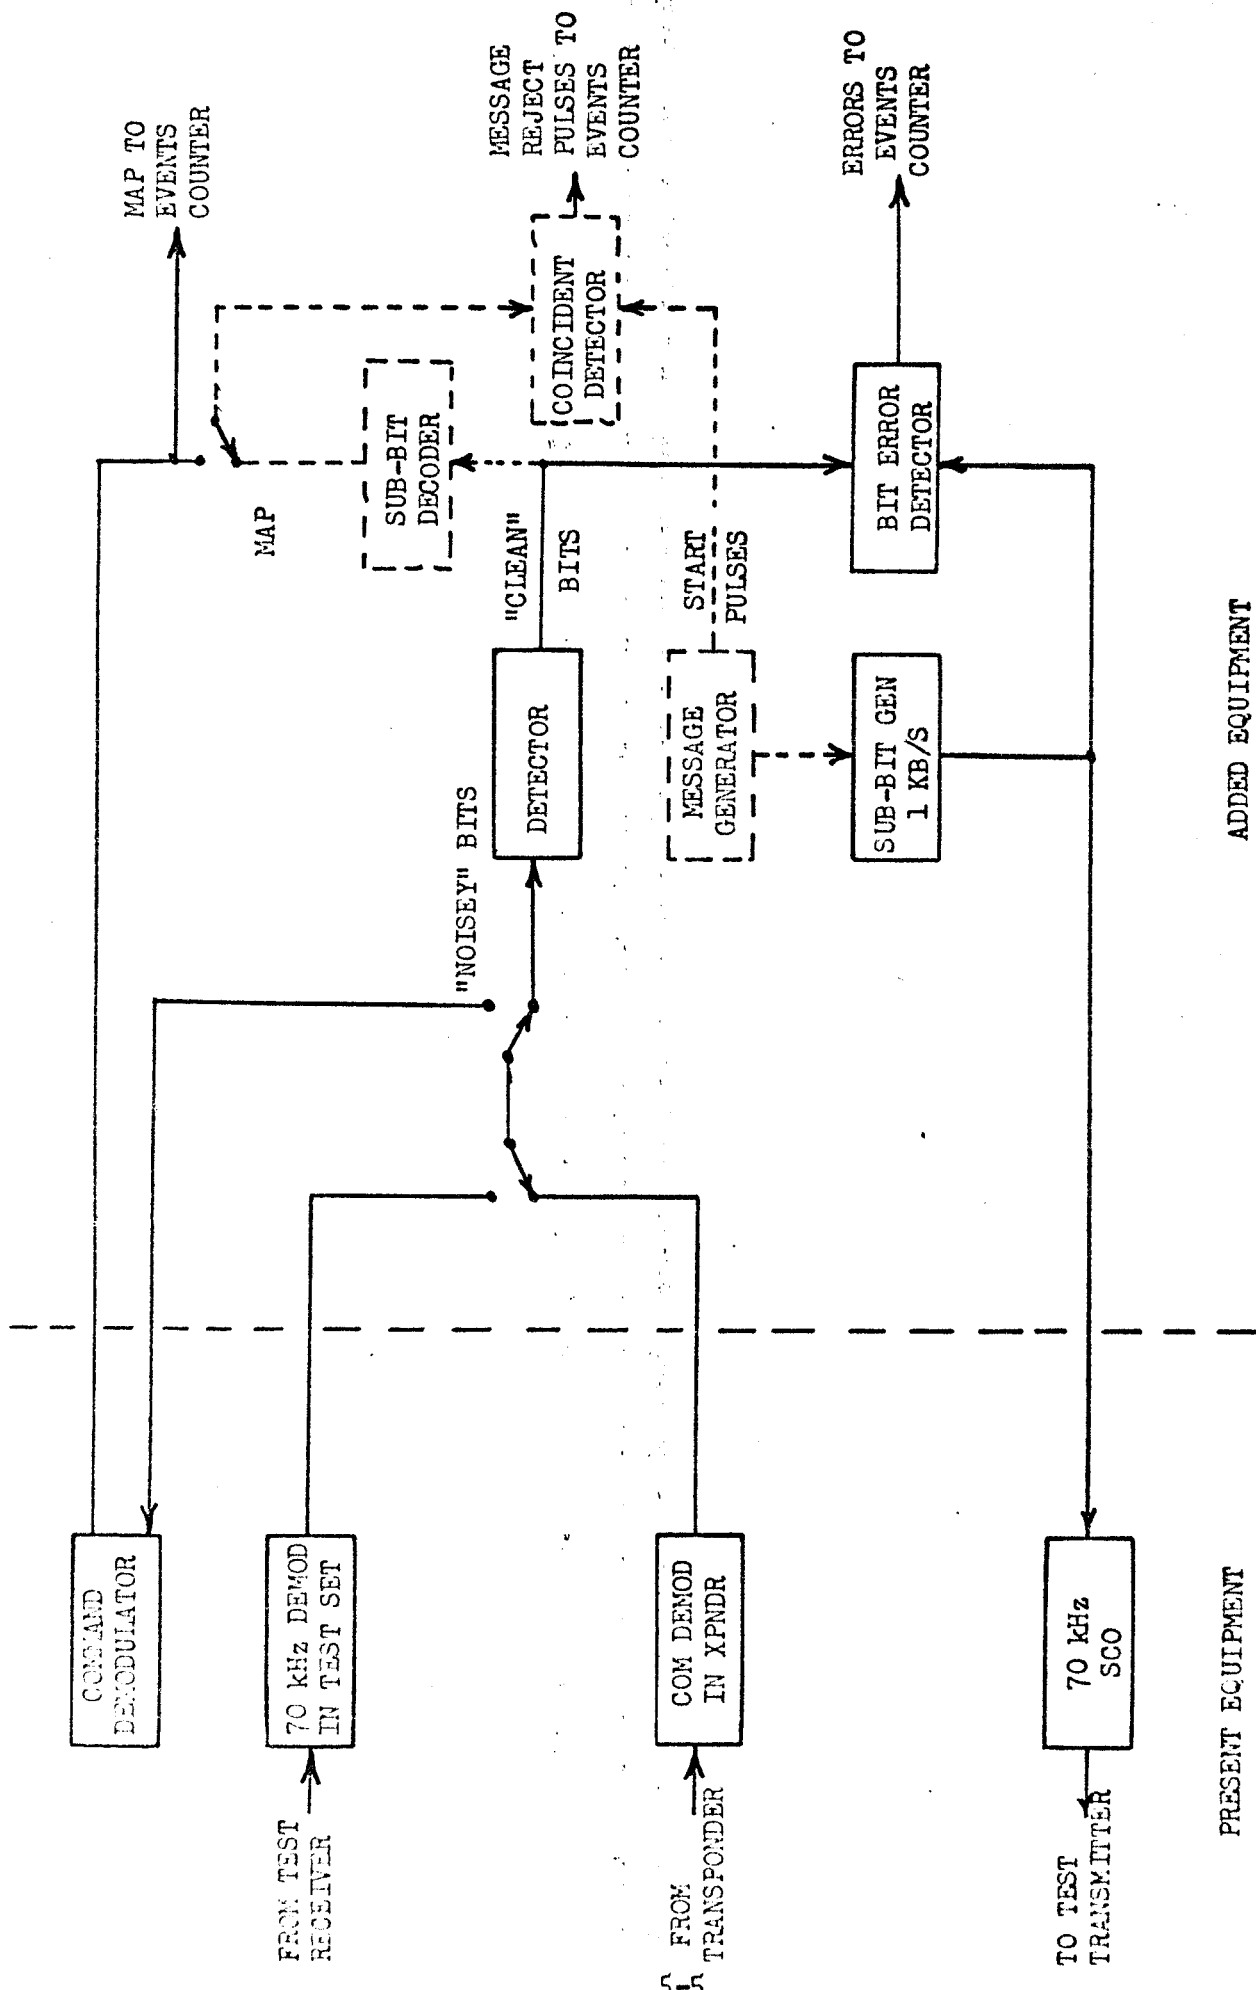 COMMAND
DEMODULATOR
FROM TEST
RECEIVER
70 kHz DEMOD
IN TEST SET
FROM
TRANSPONDER
COM DEMOD
IN XPNDR
TO TEST
TRANSMITTER
70 kHz
SCO
PRESENT EQUIPMENT
MAP TO
EVENTS
COUNTER
MAP
SUB-BIT
DECODER
"NOISEY" BITS
DETECTOR
"CLEAN"
BITS
COINCIDENT
DETECTOR
MESSAGE
REJECT
PULSES TO
EVENTS
COUNTER
MESSAGE
GENERATOR
START
PULSES
SUB-BIT GEN
1 KB/S
BIT ERROR
DETECTOR
ERRORS TO
EVENTS
COUNTER
ADDED EQUIPMENT